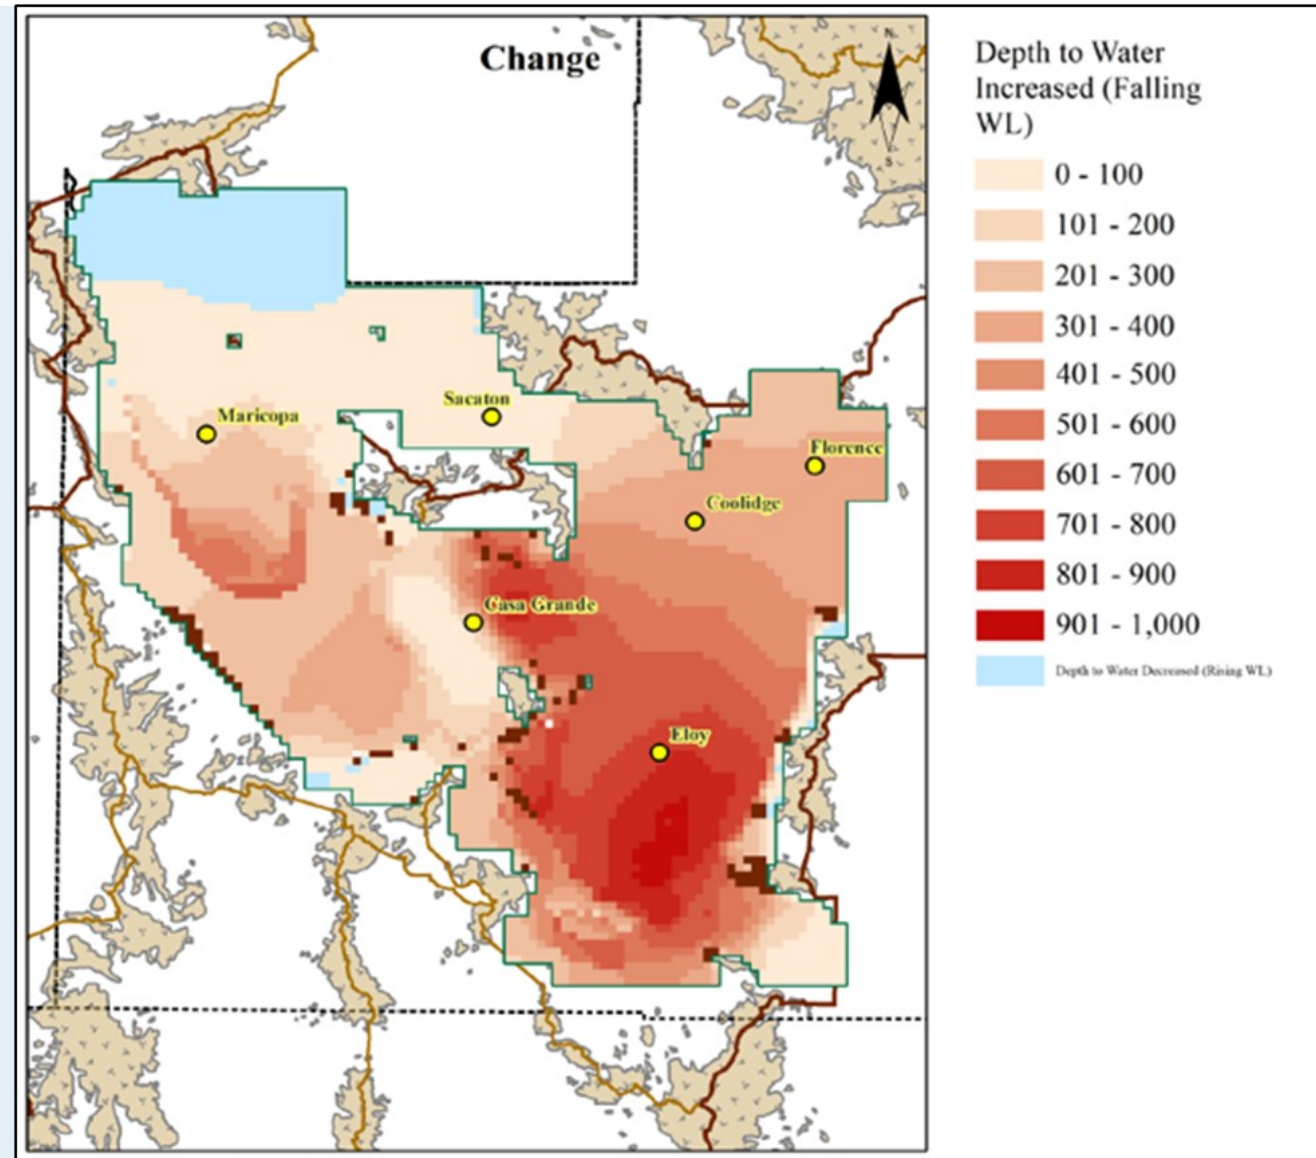 Change
N
S
Sacaton
Maricopa
Florence
Coolidge
Casa Grande
Eloy
Depth to Water
Increased (Falling
WL)
0 - 100
101 - 200
201 - 300
301 - 400
401 - 500
501 - 600
601 - 700
701 - 800
801 - 900
901 - 1,000
Depth to Water Decreased (Rising WL)